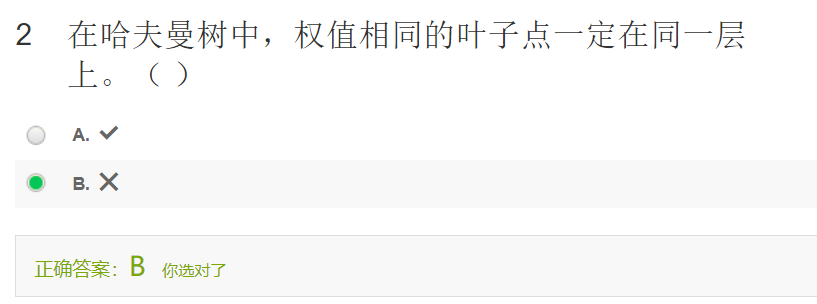 2 在哈夫曼树中，权值相同的叶子点一定在同一层
上。（ ）
A. ✔
B. ✕
正确答案：B 你选对了